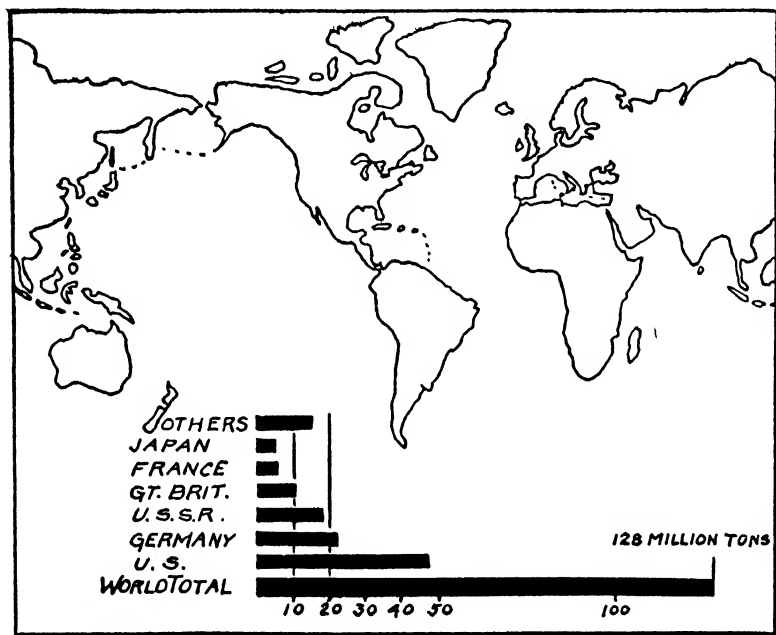 OTHERS
JAPAN
FRANCE
GT. BRIT.
U.S.S.R.
GERMANY
128 MILLION TONS
U.S.
WORLD TOTAL
10 20 30 40 50 100